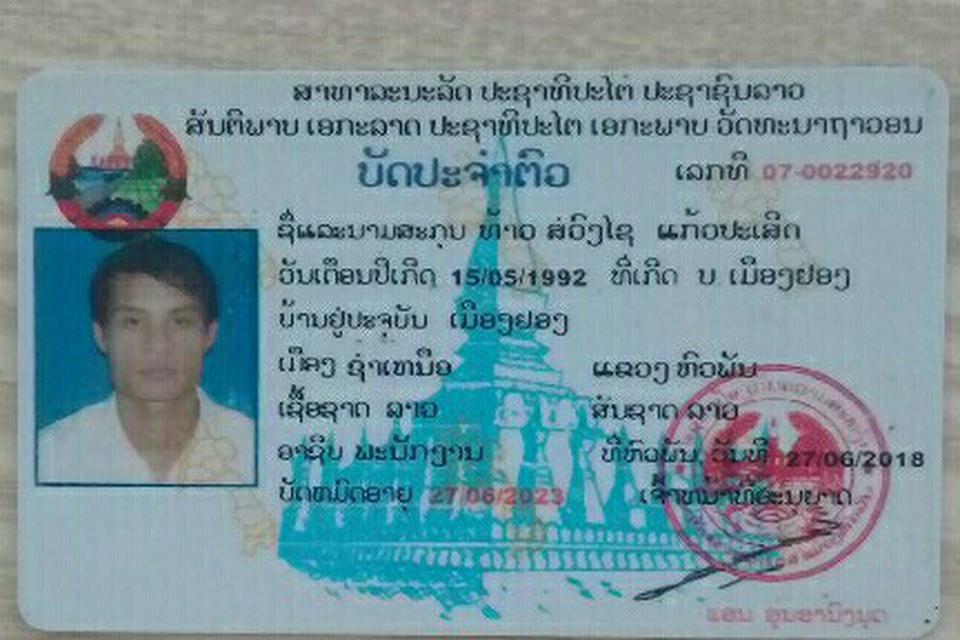 ສາທາລະນະລັດ ປະຊາທິປະໄຕ ປະຊາຊົນລາວ
ສັນຕິພາບ ເອກະລາດ ປະຊາທິປະໄຕ ເອກະພາບ ວັດທະນາຖາວອນ
ບັດປະຈຳຕົວ ເລກທີ 07-0022920
ຊື່ແລະນາມສະກຸນ ທ້າວ ສ່ວົງໄຊ ແກ້ວປະເສີດ
ວັນເດືອນປີເກີດ 15/05/1992 ທີ່ເກີດ ບ ເມືອງຢອງ
ບ້ານຢູ່ປະຈຸບັນ ເມືອງຢອງ
ເມືອງ ຊຳເຫນືອ ແຂວງ ຫົວພັນ
ເຊື້ອຊາດ ລາວ ສັນຊາດ ລາວ
ອາຊີບ ພະນັກງານ ທີ່ຫົວພັນ ວັນທີ 27/06/2018
ບັດຫມົດອາຍຸ 27/06/2023 ເຈົ້າຫນ້າທີ່ອະນຸຍາດ